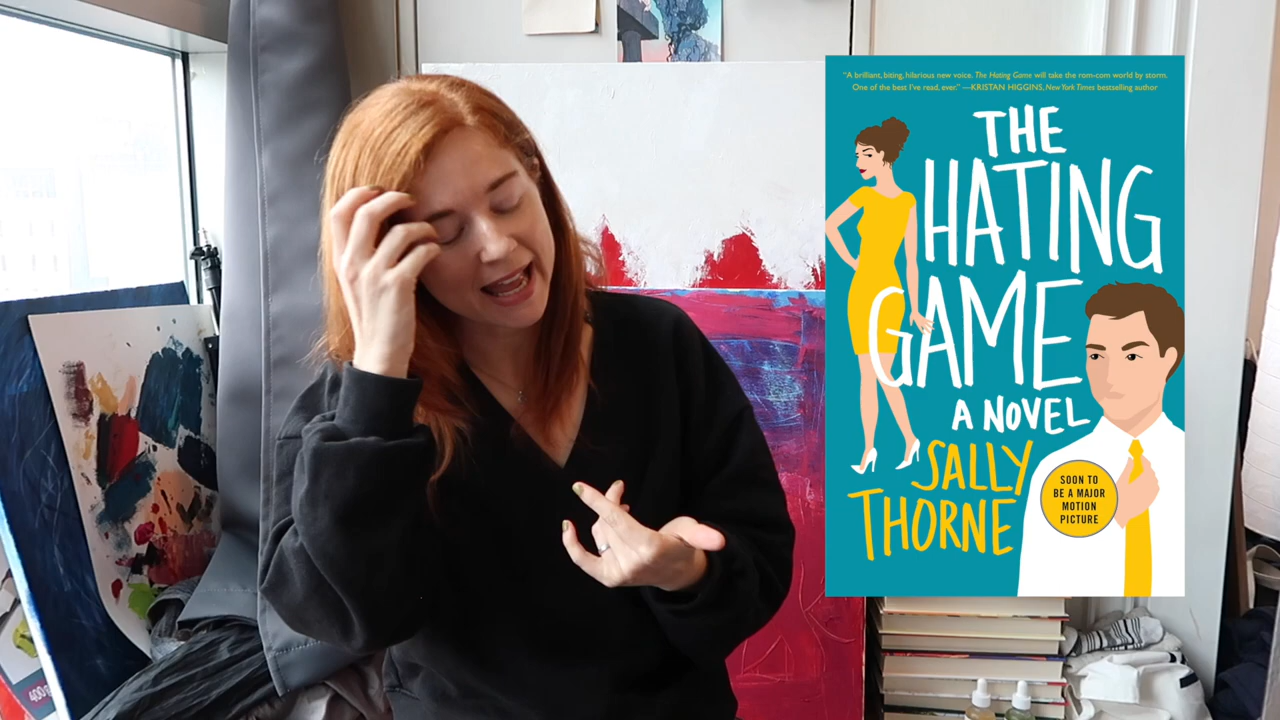 "A brilliant, biting, hilarious new voice. The Hating Game will take the rom-com world by storm.
One of the best I've read, ever." —KRISTAN HIGGINS, New York Times bestselling author
THE
HATING
GAME
A NOVEL
SALLY
THORNE
SOON TO
BE A MAJOR
MOTION
PICTURE
400g